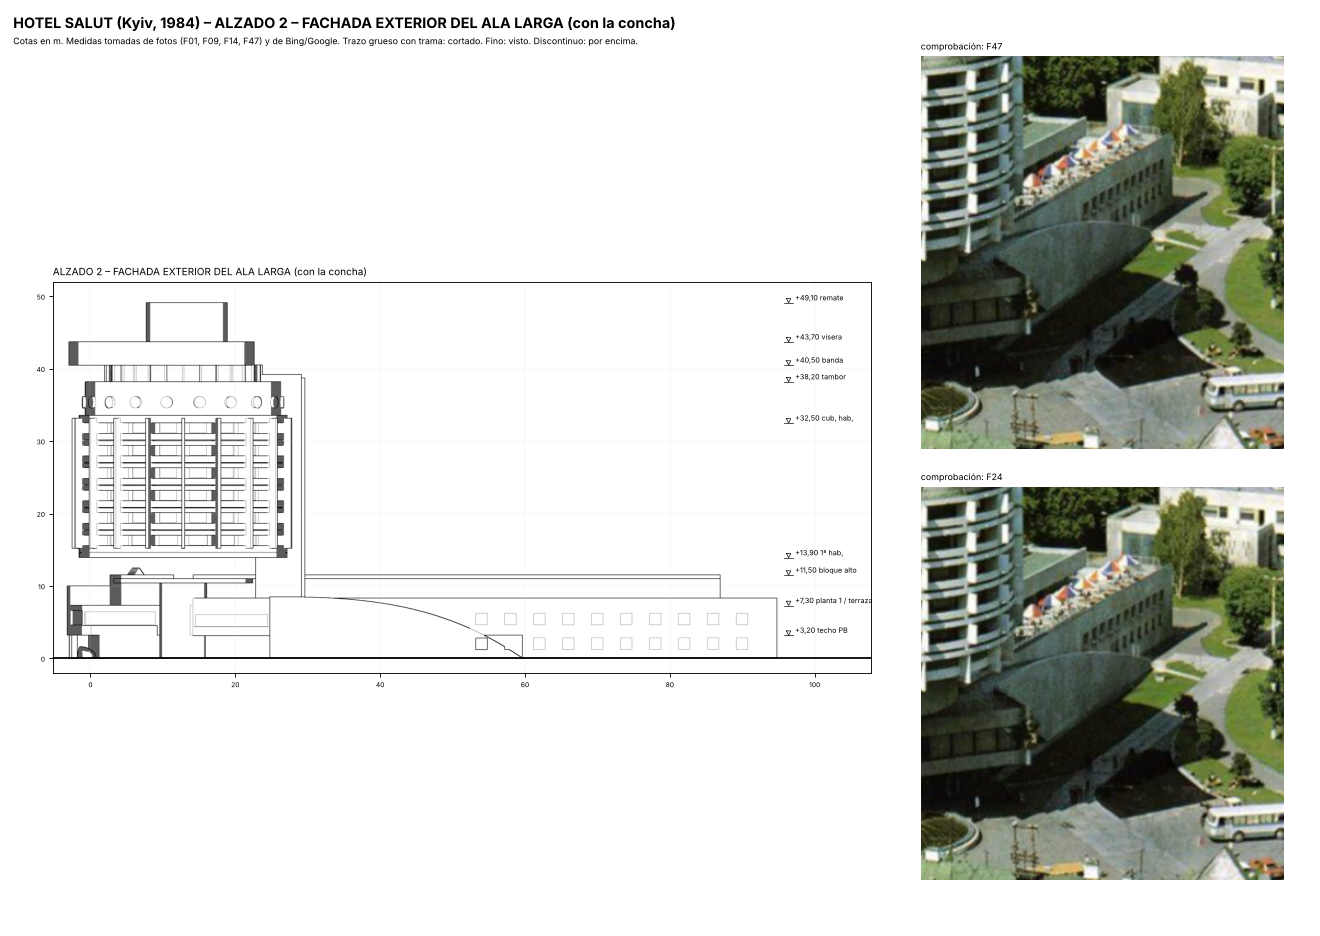 HOTEL SALUT (Kyiv, 1984) – ALZADO 2 – FACHADA EXTERIOR DEL ALA LARGA (con la concha)
Cotas en m. Medidas tomadas de fotos (F01, F09, F14, F47) y de Bing/Google. Trazo grueso con trama: cortado. Fino: visto. Discontinuo: por encima.
comprobación: F47
ALZADO 2 – FACHADA EXTERIOR DEL ALA LARGA (con la concha)
50
40
30
20
10
0
+49,10 remate
+43,70 visera
+40,50 banda
+38,20 tambor
+32,50 cub, hab,
+13,90 1ª hab,
+11,50 bloque alto
+7,30 planta 1 / terraza
+3,20 techo PB
0
20
40
60
80
100
comprobación: F24